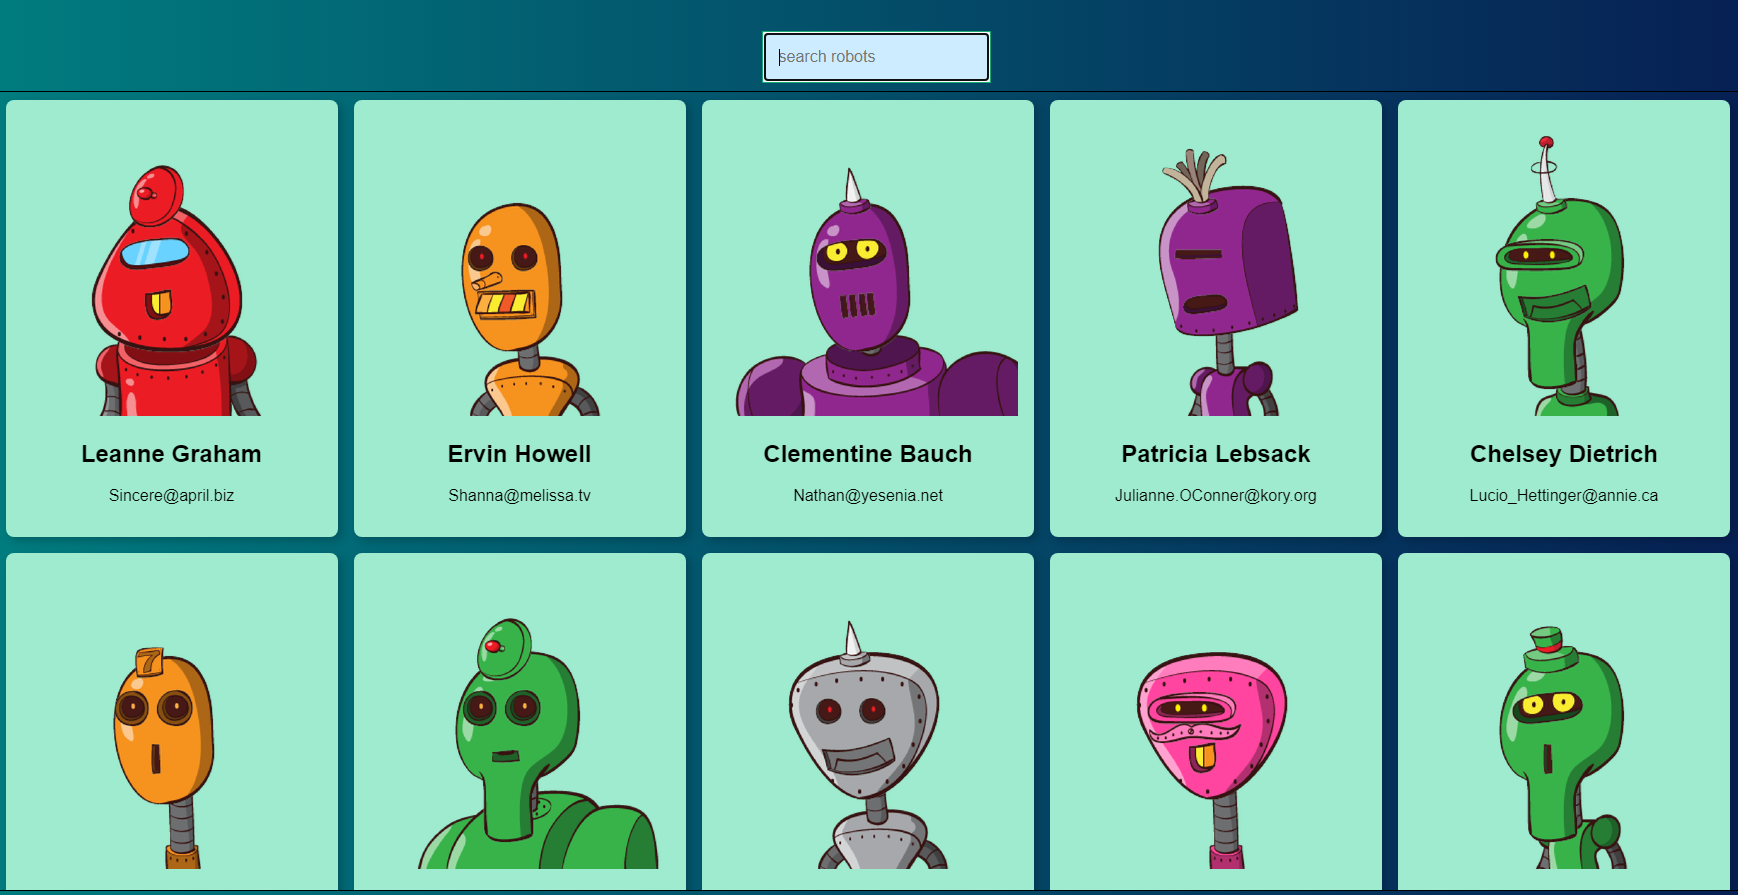 search robots
Leanne Graham
Sincere@april.biz
Ervin Howell
Shanna@melissa.tv
Clementine Bauch
Nathan@yesenia.net
Patricia Lebsack
Julianne.OConner@kory.org
Chelsey Dietrich
Lucio_Hettinger@annie.ca
7